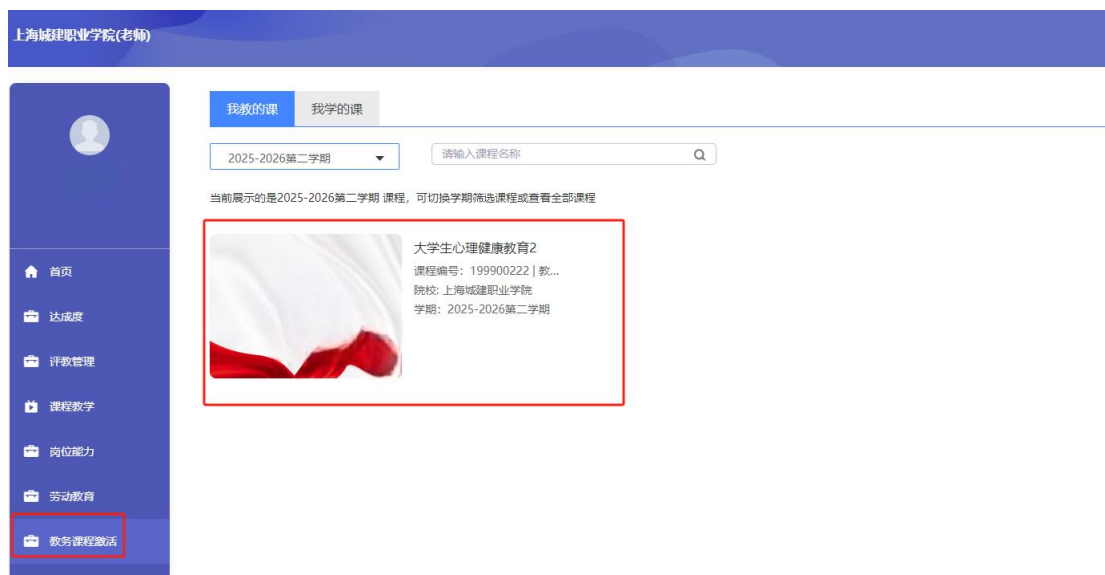 上海城建职业学院(老师)
我教的课
我学的课
2025-2026第二学期
请输入课程名称
当前展示的是2025-2026第二学期 课程，可切换学期筛选课程或查看全部课程
大学生心理健康教育2
课程编号：199900222 | 教...
院校: 上海城建职业学院
学期：2025-2026第二学期
首页
达成度
评教管理
课程教学
岗位能力
劳动教育
教务课程激活